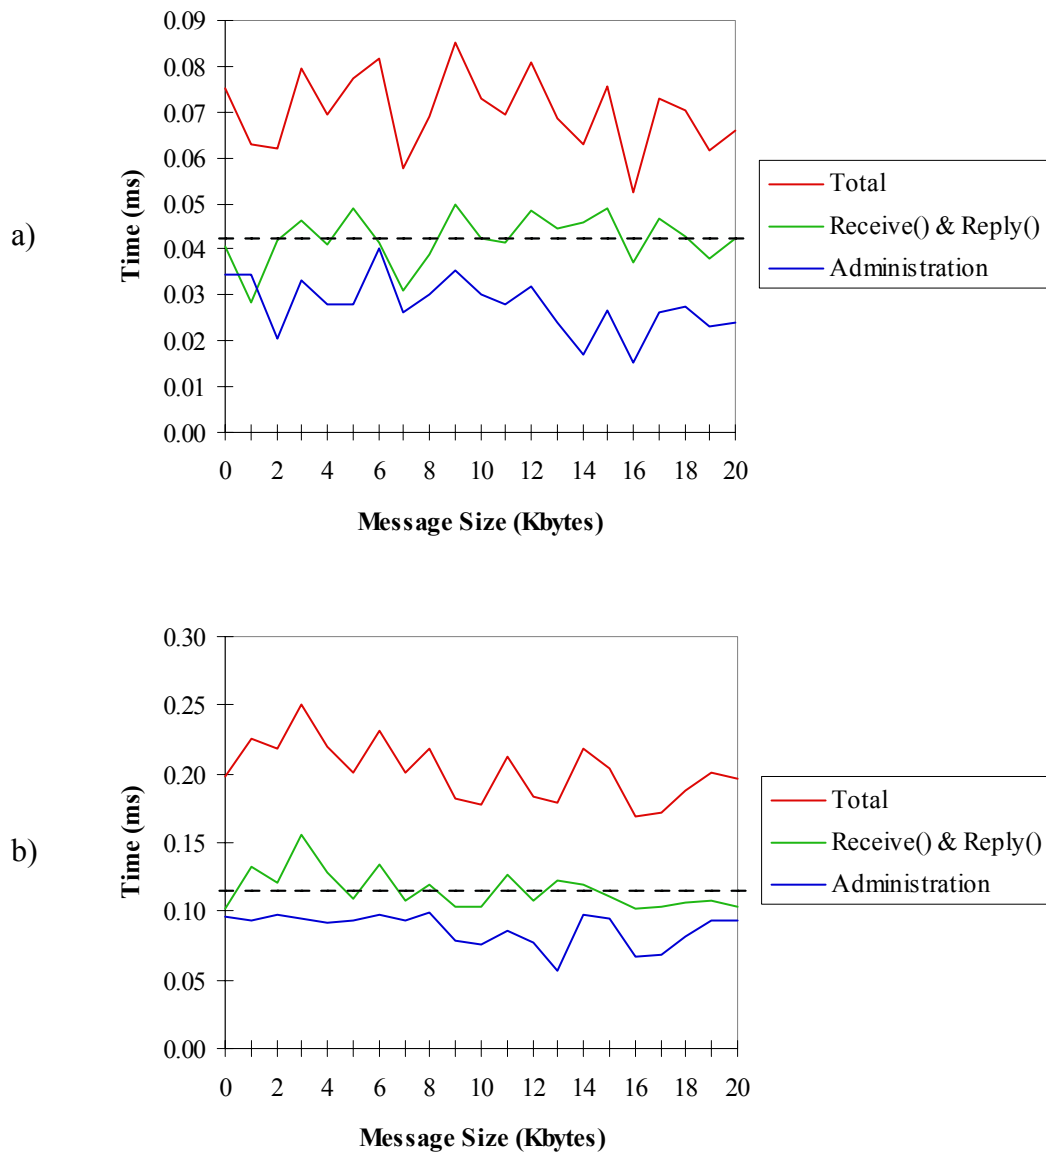 a)
Time (ms)
0.09
0.08
0.07
0.06
0.05
0.04
0.03
0.02
0.01
0.00
0 2 4 6 8 10 12 14 16 18 20
Message Size (Kbytes)
Total
Receive() & Reply()
Administration
b)
Time (ms)
0.30
0.25
0.20
0.15
0.10
0.05
0.00
0 2 4 6 8 10 12 14 16 18 20
Message Size (Kbytes)
Total
Receive() & Reply()
Administration